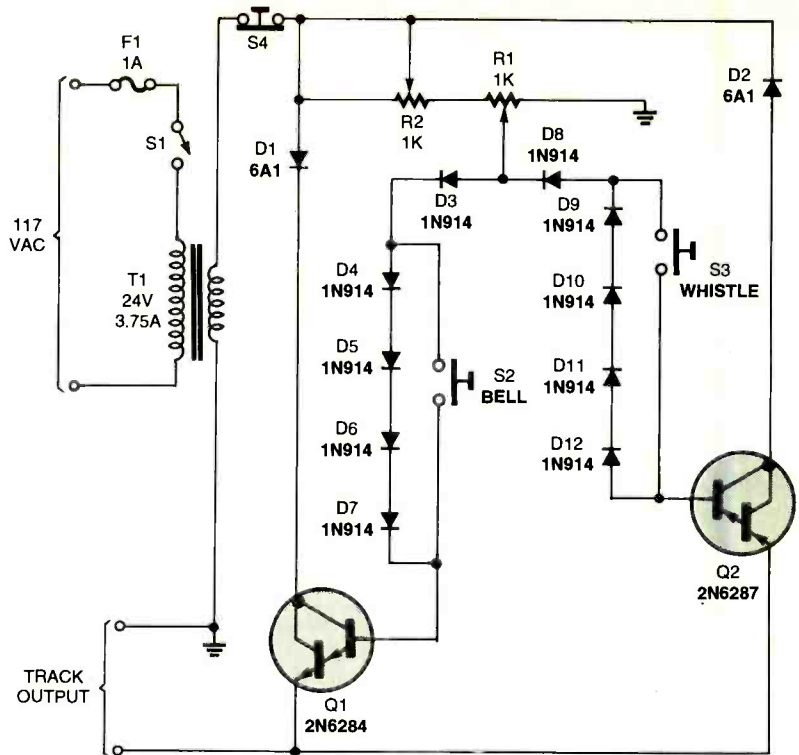 F1
1A
S4
R1
1K
D2
6A1
S1
R2
1K
D1
6A1
D8
1N914
D3
1N914
D9
1N914
117
VAC
T1
24V
3.75A
D4
1N914
D10
1N914
S3
WHISTLE
D5
1N914
S2
BELL
D11
1N914
D6
1N914
D12
1N914
D7
1N914
Q2
2N6287
TRACK
OUTPUT
Q1
2N6284